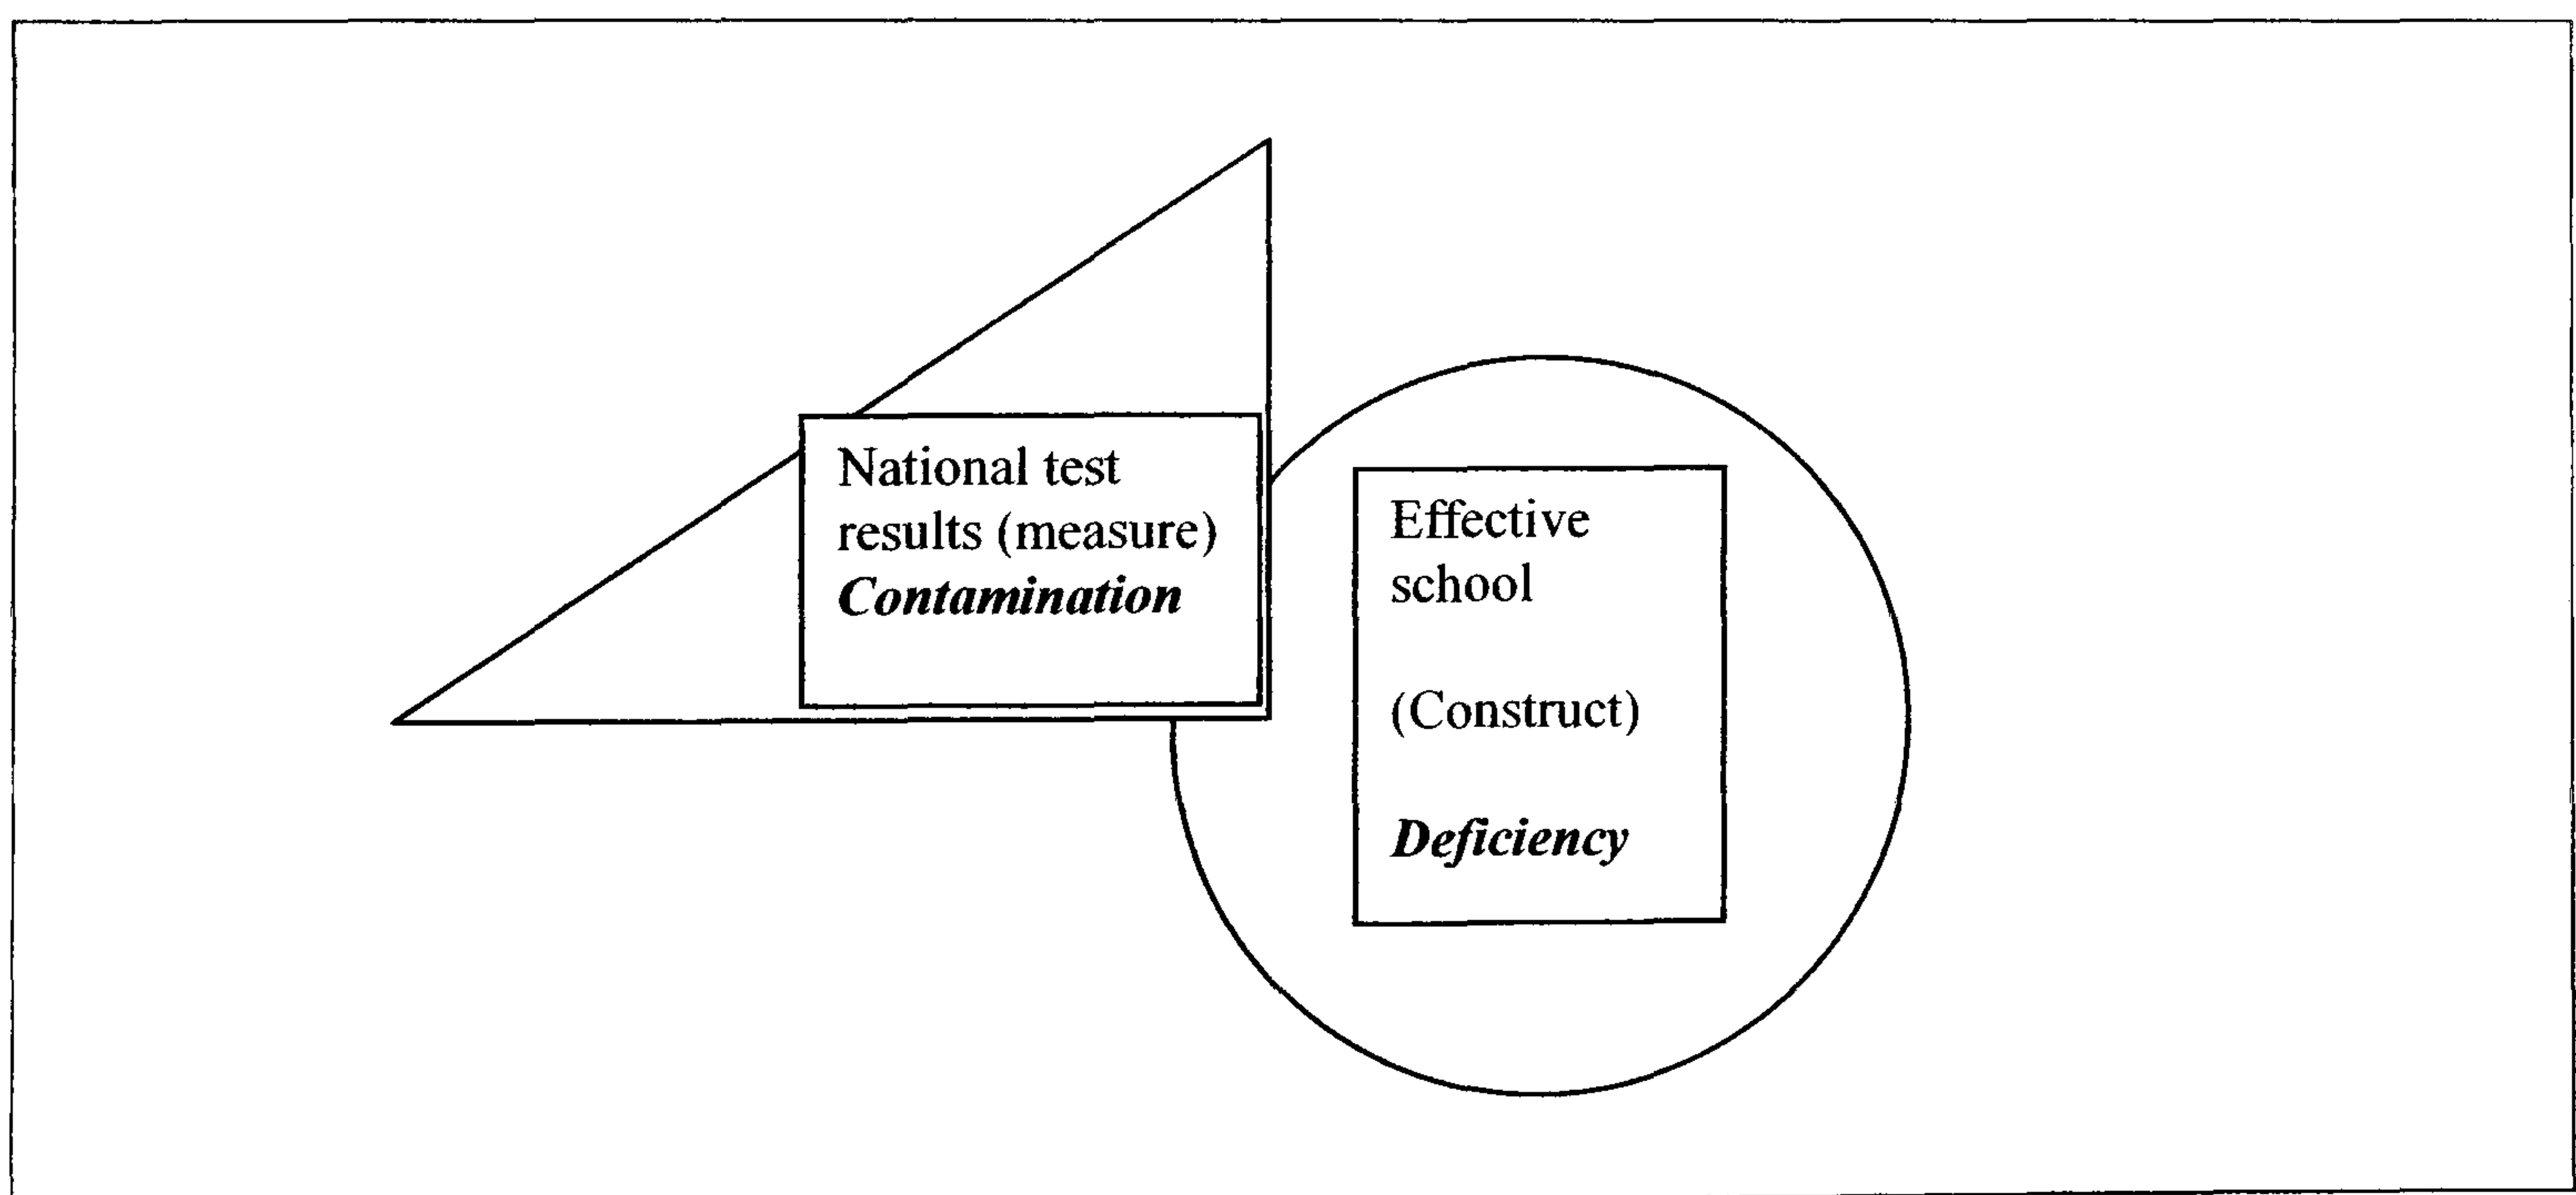 National test
results (measure)
Contamination
Effective
school
(Construct)
Deficiency